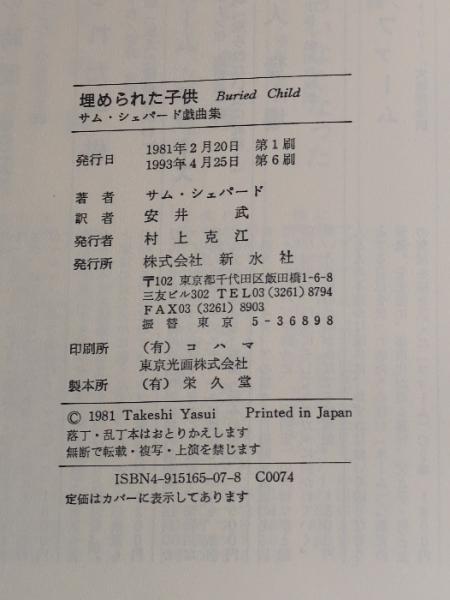 埋められた子供 Buried Child
サム・シェパード戯曲集
発行日 1981年2月20日 第1刷
1993年4月25日 第6刷
著者 サム・シェパード
訳者 安井 武
発行者 村上克江
発行所 株式会社 新水社
〒102 東京都千代田区飯田橋1-6-8
三友ビル302 TEL03(3261)8794
FAX03(3261)8903
振替 東京 5-36898
印刷所 (有)コハマ
東京光画株式会社
製本所 (有)栄久堂
© 1981 Takeshi Yasui Printed in Japan
落丁・乱丁本はおとりかえします
無断で転載・複写・上演を禁じます
ISBN4-915165-07-8 C0074
定価はカバーに表示してあります